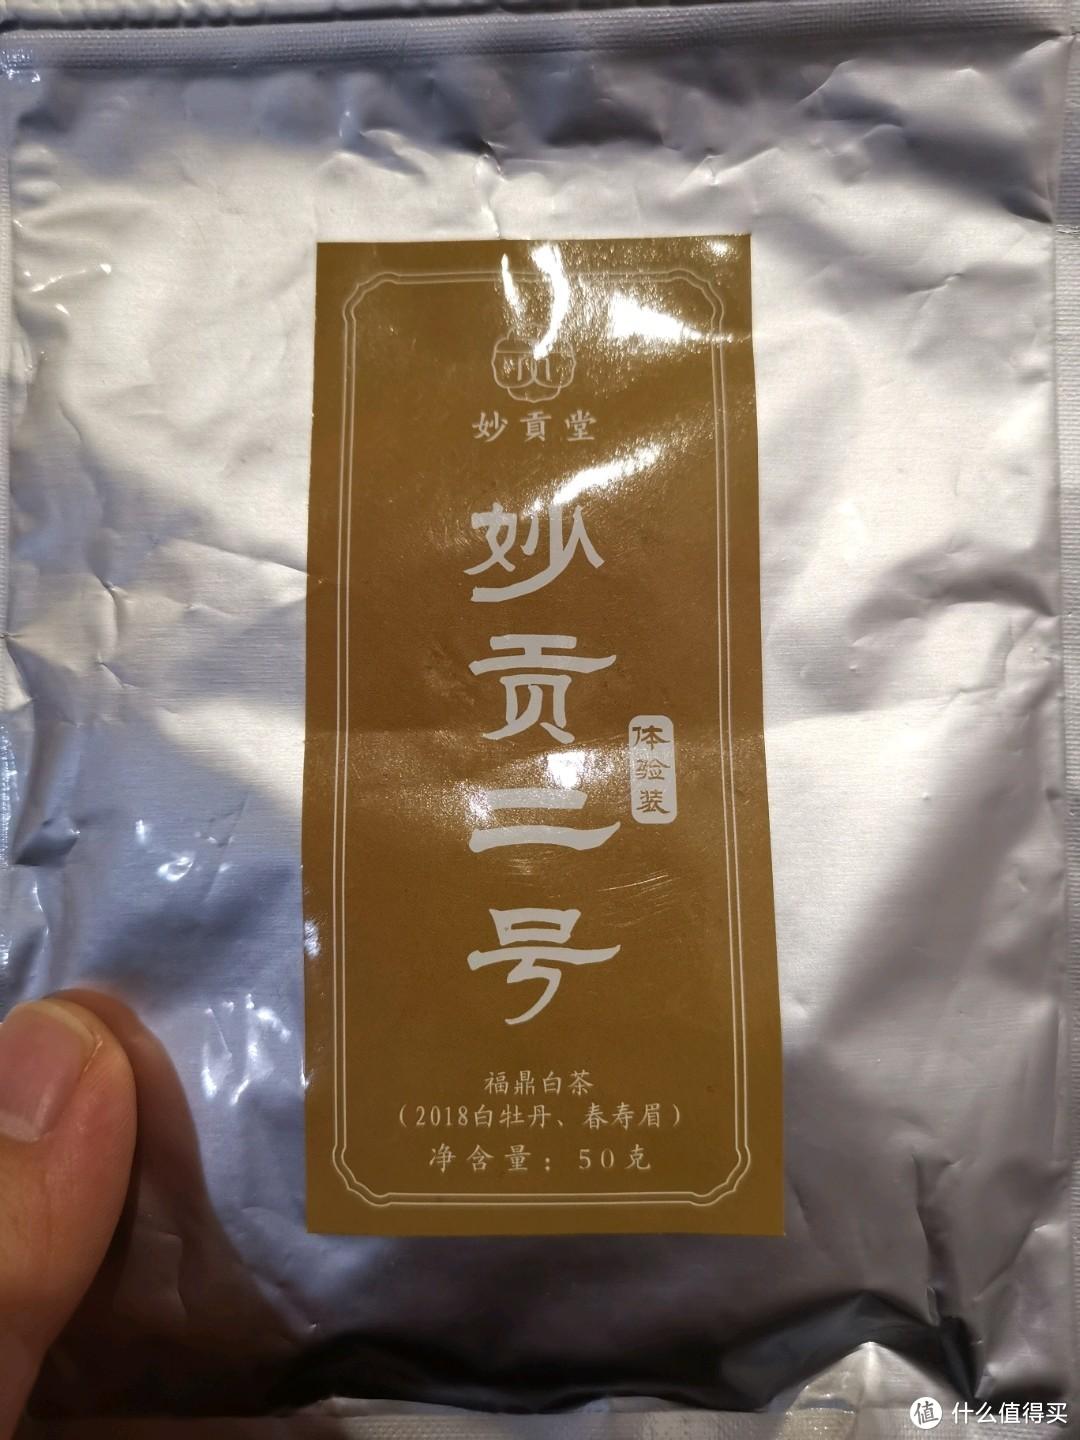 妙貢堂
妙贡二号
体验装
福鼎白茶
（2018白牡丹、春寿眉）
净含量：50克
值 什么值得买